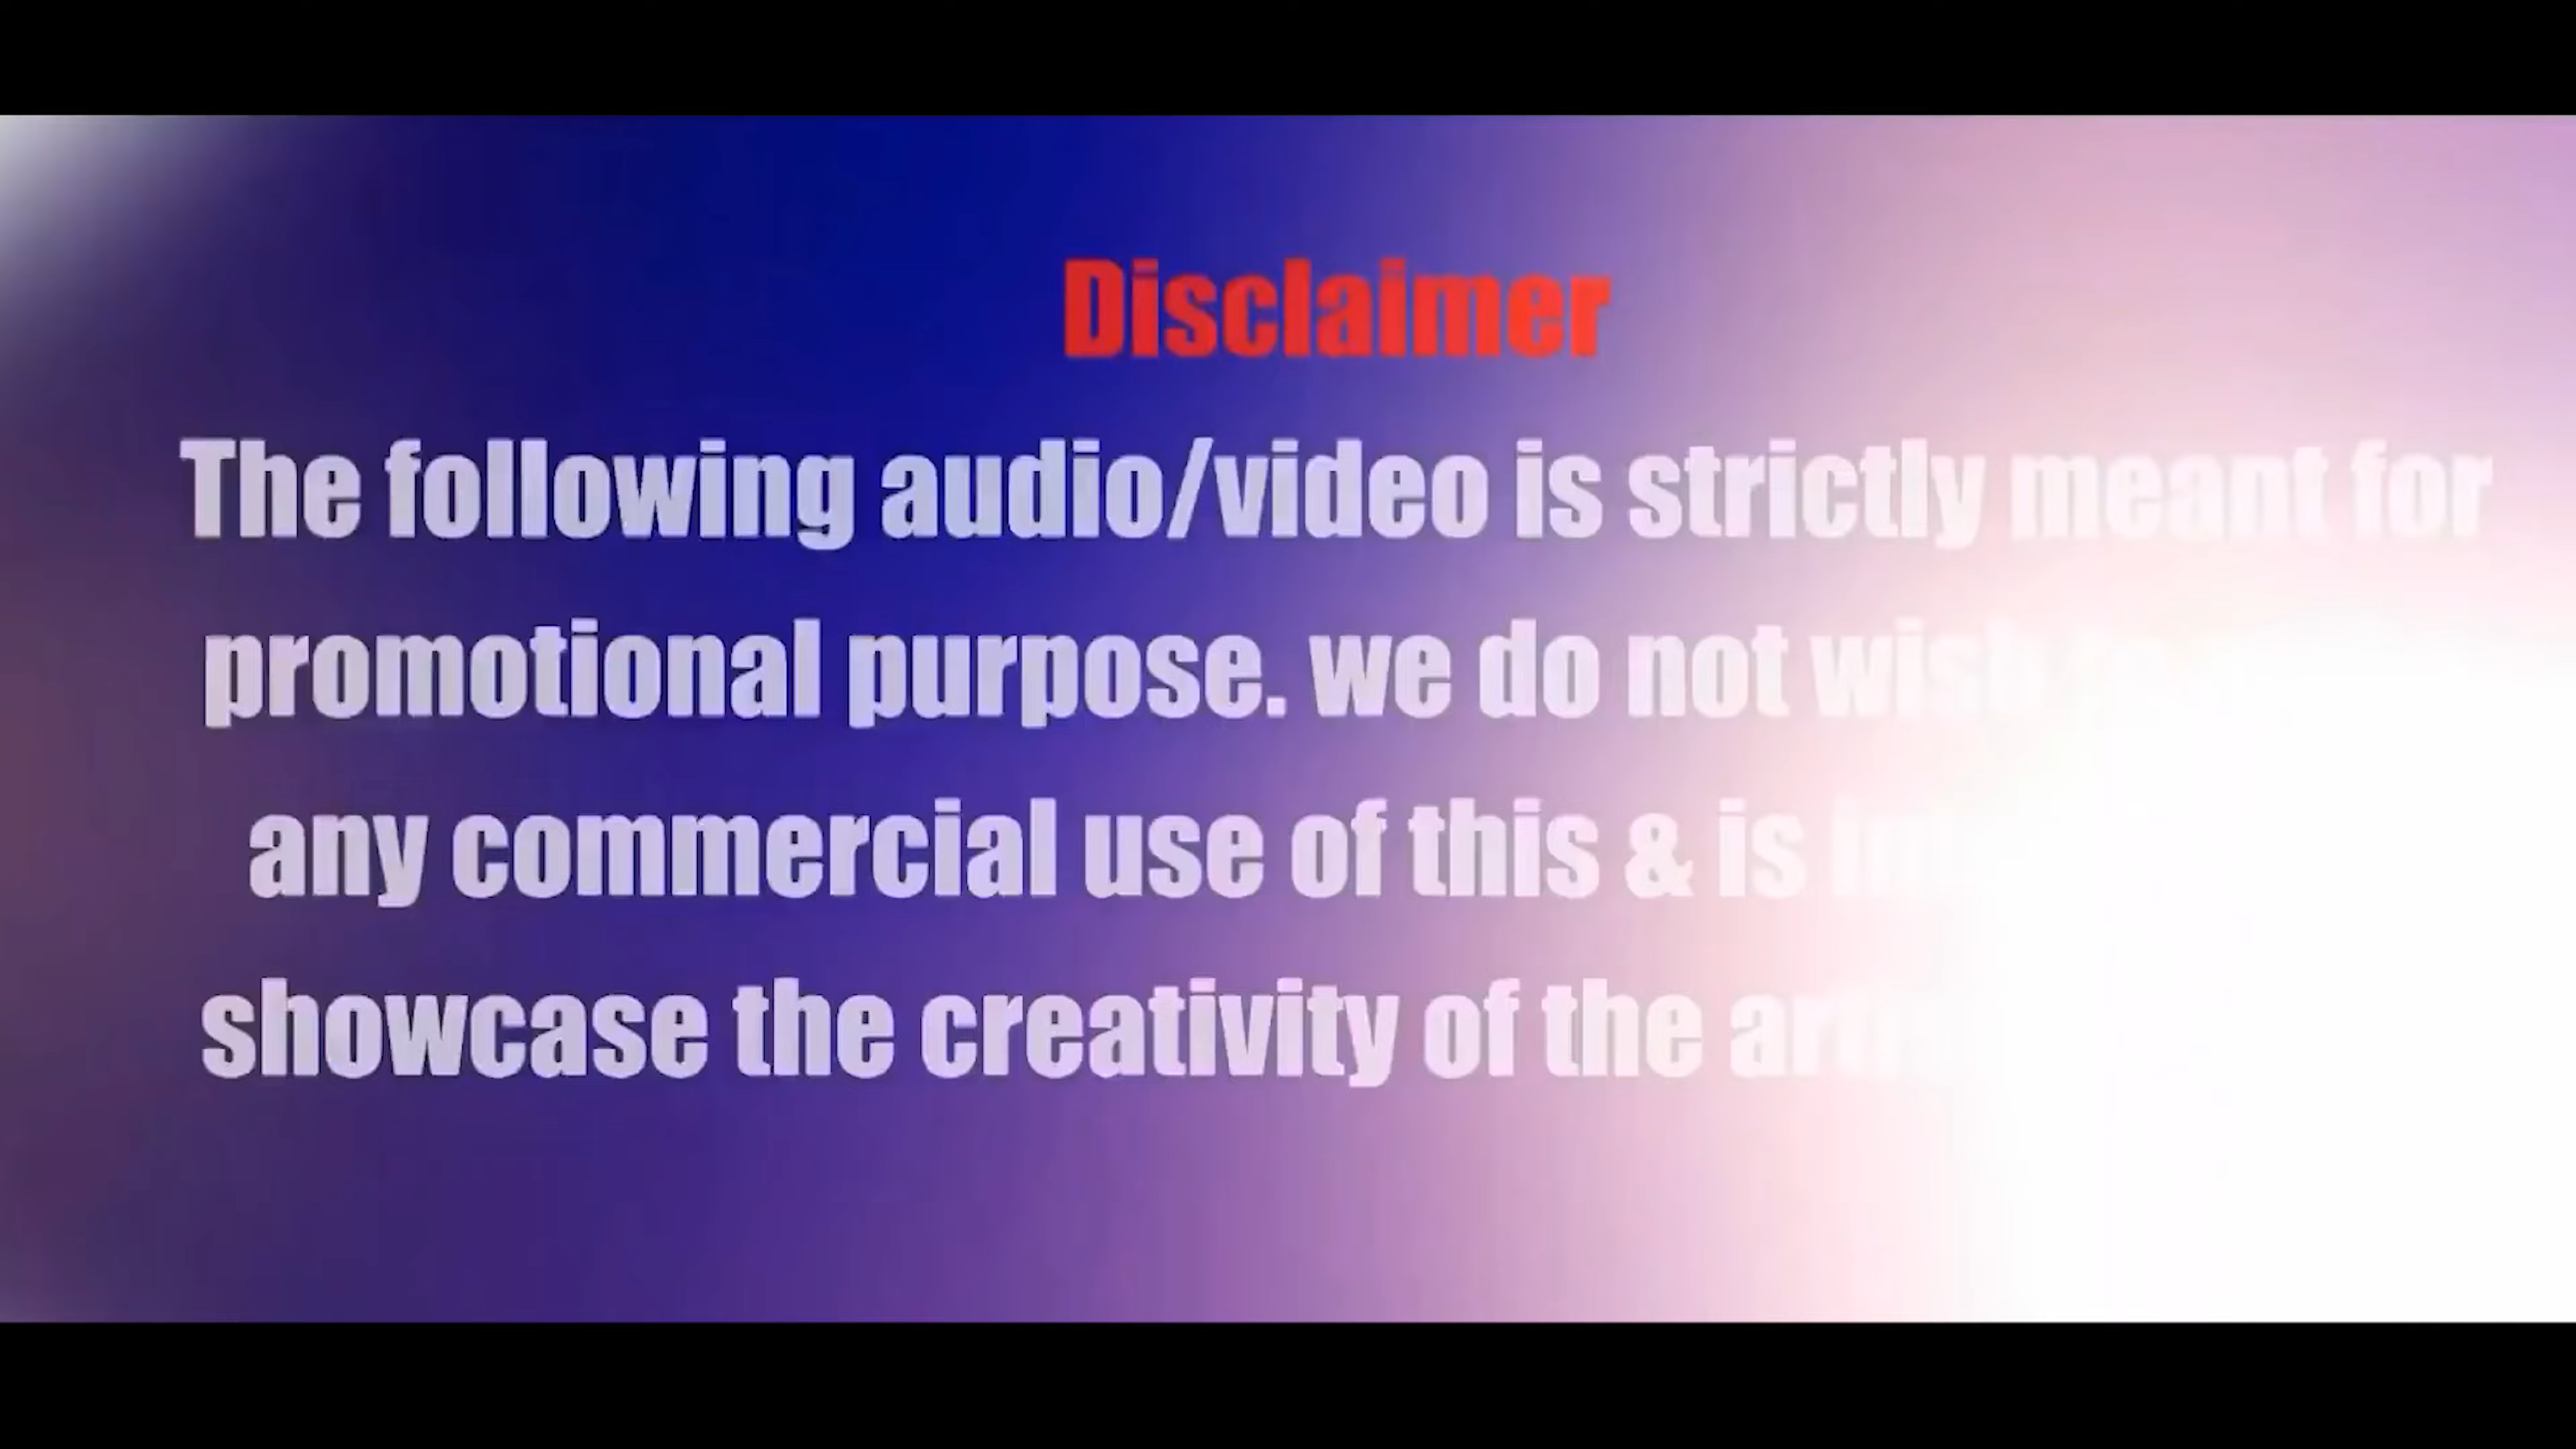 Disclaimer
The following audio/video is strictly meant for
promotional purpose. we do not wish
any commercial use of this & is
showcase the creativity of the